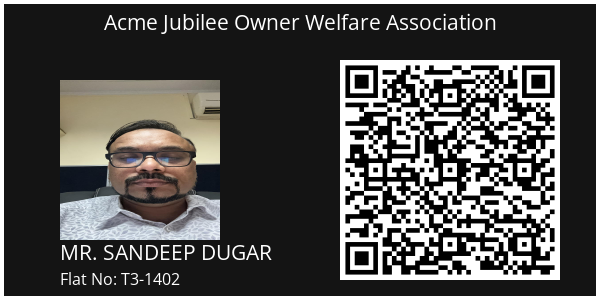 Acme Jubilee Owner Welfare Association
MR. SANDEEP DUGAR
Flat No: T3-1402